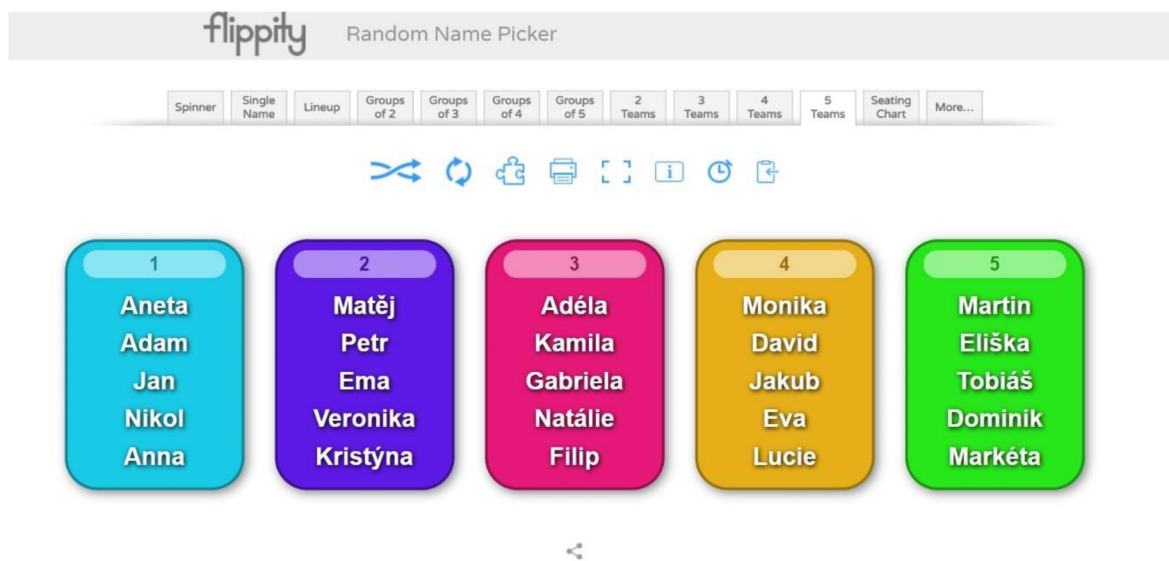 flippity Random Name Picker
Spinner Single Name Lineup Groups of 2 Groups of 3 Groups of 4 Groups of 5 2 Teams 3 Teams 4 Teams 5 Teams Seating Chart More...
i
1
Aneta
Adam
Jan
Nikol
Anna
2
Matěj
Petr
Ema
Veronika
Kristýna
3
Adéla
Kamila
Gabriela
Natálie
Filip
4
Monika
David
Jakub
Eva
Lucie
5
Martin
Eliška
Tobiáš
Dominik
Markéta